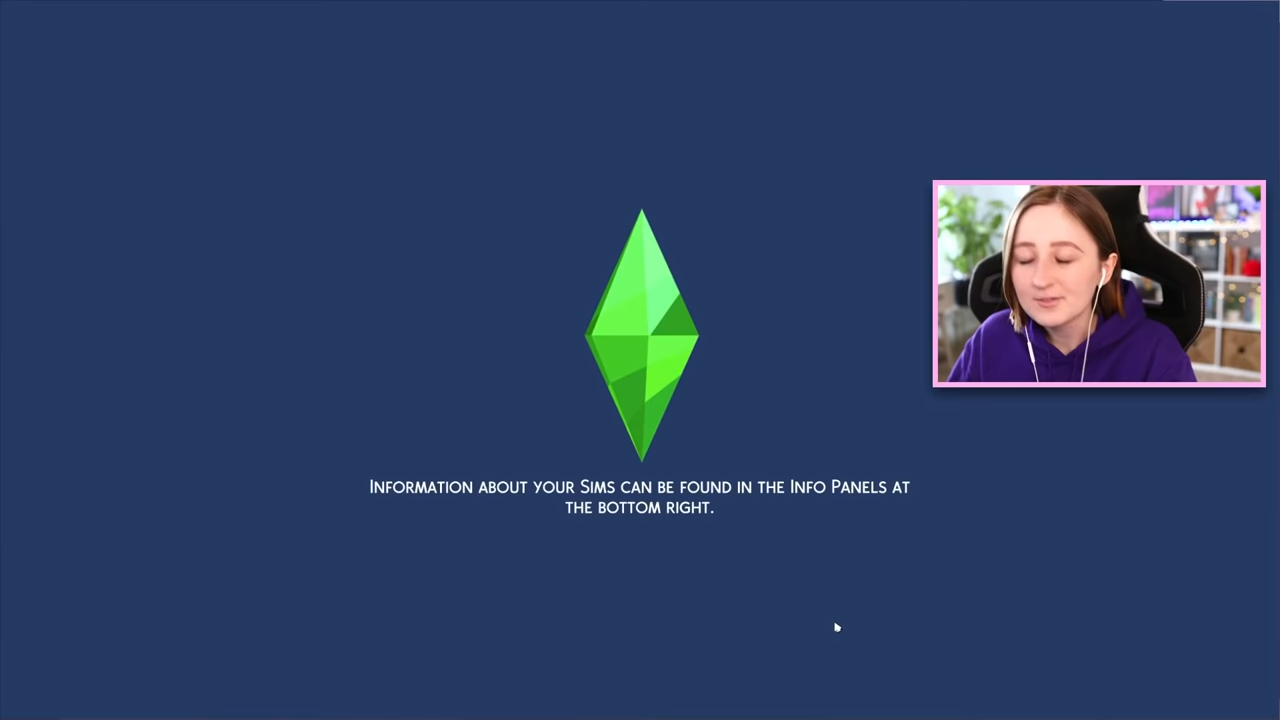 Information about your Sims can be found in the Info Panels at
the bottom right.